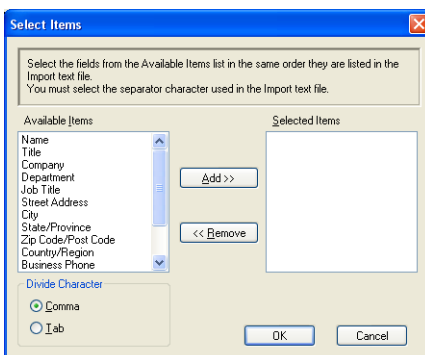 Select Items
Select the fields from the Available Items list in the same order they are listed in the
Import text file.
You must select the separator character used in the Import text file.
Available Items
Selected Items
Name
Title
Company
Department
Job Title
Street Address
City
State/Province
Zip Code/Post Code
Country/Region
Business Phone
Add >>
<< Remove
Divide Character
Comma
Tab
OK
Cancel